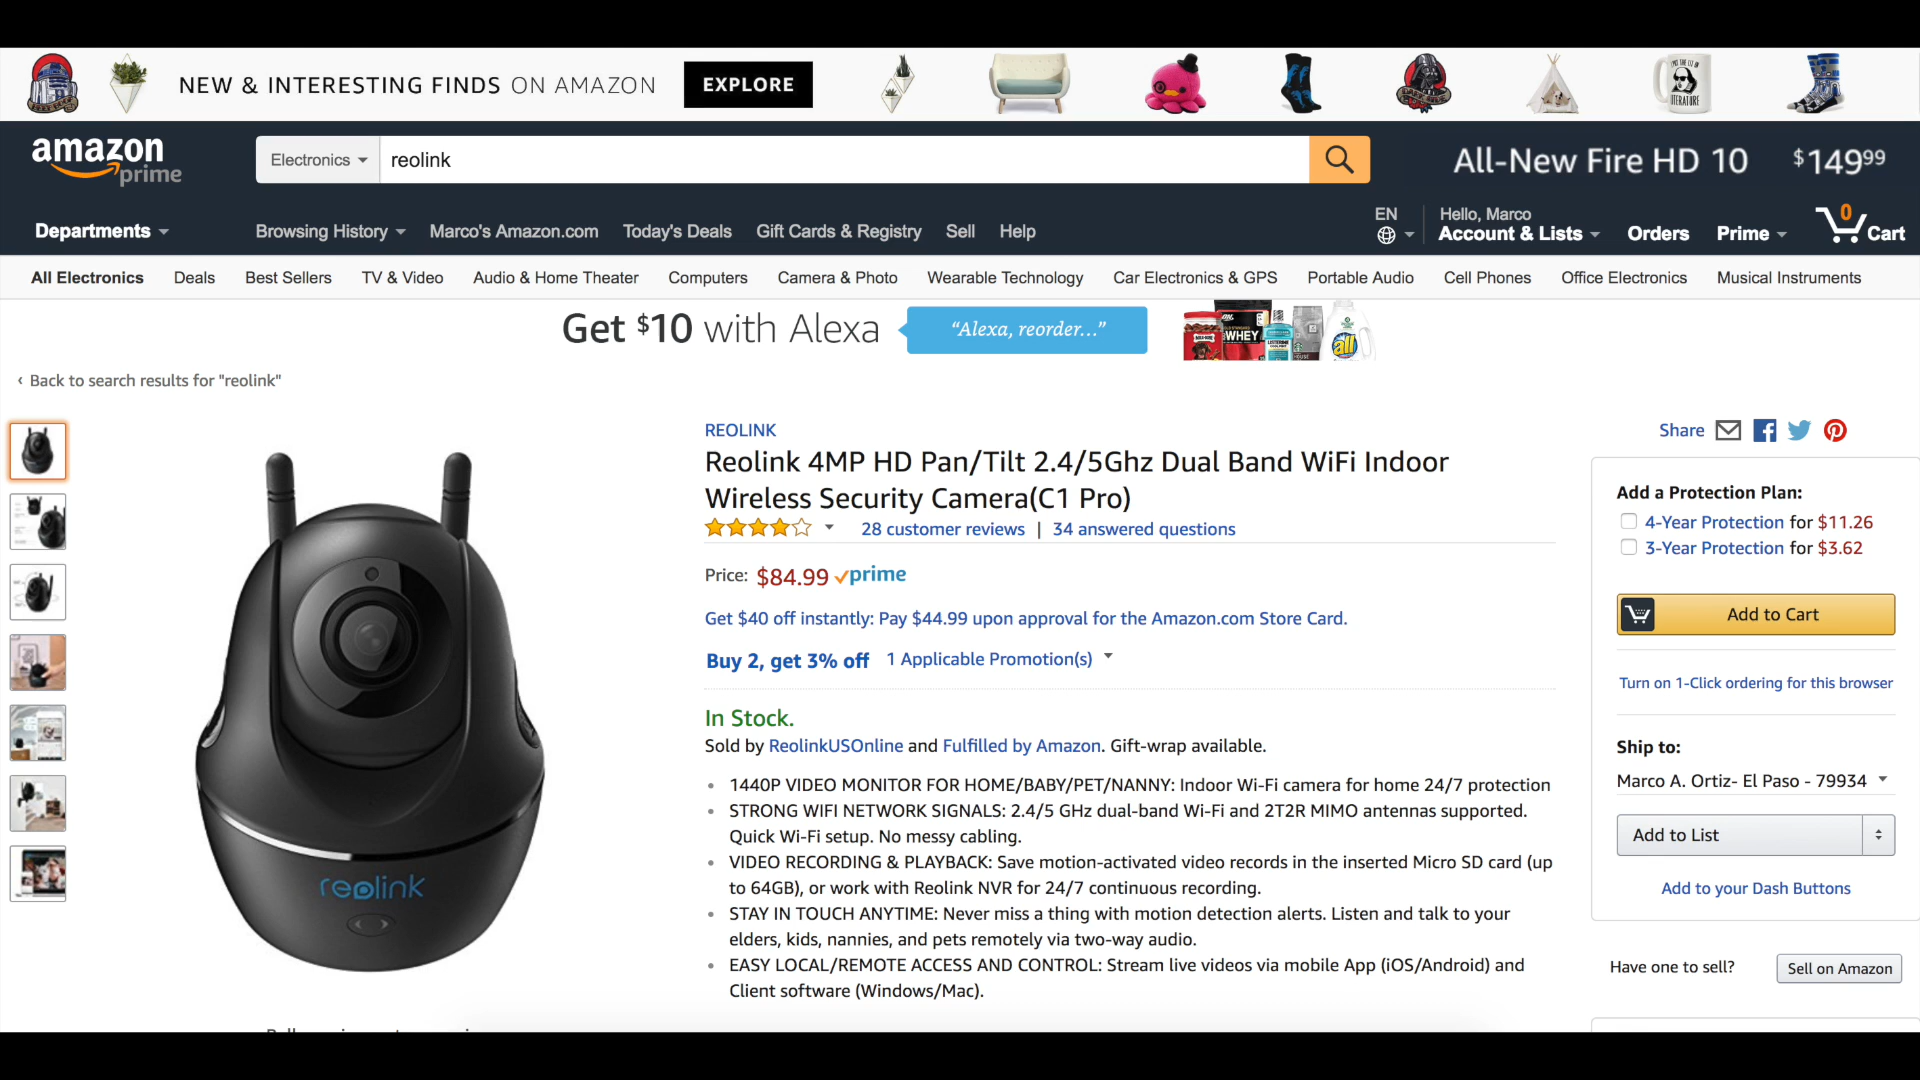 NEW & INTERESTING FINDS ON AMAZON
EXPLORE
LITERATURE
amazon
prime
Electronics
reolink
All-New Fire HD 10 $149⁹⁹
Departments
Browsing History
Marco's Amazon.com
Today's Deals
Gift Cards & Registry
Sell
Help
EN
Hello, Marco
Account & Lists
Orders
Prime
0
Cart
All Electronics
Deals
Best Sellers
TV & Video
Audio & Home Theater
Computers
Camera & Photo
Wearable Technology
Car Electronics & GPS
Portable Audio
Cell Phones
Office Electronics
Musical Instruments
Get $10 with Alexa
“Alexa, reorder...”
WHEY
LISTERINE
all
‹ Back to search results for "reolink"
REOLINK
Reolink 4MP HD Pan/Tilt 2.4/5Ghz Dual Band WiFi Indoor
Wireless Security Camera(C1 Pro)
28 customer reviews | 34 answered questions
Price: $84.99 prime
Get $40 off instantly: Pay $44.99 upon approval for the Amazon.com Store Card.
Buy 2, get 3% off 1 Applicable Promotion(s)
In Stock.
Sold by ReolinkUSOnline and Fulfilled by Amazon. Gift-wrap available.
• 1440P VIDEO MONITOR FOR HOME/BABY/PET/NANNY: Indoor Wi-Fi camera for home 24/7 protection
• STRONG WIFI NETWORK SIGNALS: 2.4/5 GHz dual-band Wi-Fi and 2T2R MIMO antennas supported.
Quick Wi-Fi setup. No messy cabling.
• VIDEO RECORDING & PLAYBACK: Save motion-activated video records in the inserted Micro SD card (up
to 64GB), or work with Reolink NVR for 24/7 continuous recording.
• STAY IN TOUCH ANYTIME: Never miss a thing with motion detection alerts. Listen and talk to your
elders, kids, nannies, and pets remotely via two-way audio.
• EASY LOCAL/REMOTE ACCESS AND CONTROL: Stream live videos via mobile App (iOS/Android) and
Client software (Windows/Mac).
reolink
Share
Add a Protection Plan:
4-Year Protection for $11.26
3-Year Protection for $3.62
Add to Cart
Turn on 1-Click ordering for this browser
Ship to:
Marco A. Ortiz- El Paso - 79934
Add to List
Add to your Dash Buttons
Have one to sell?
Sell on Amazon